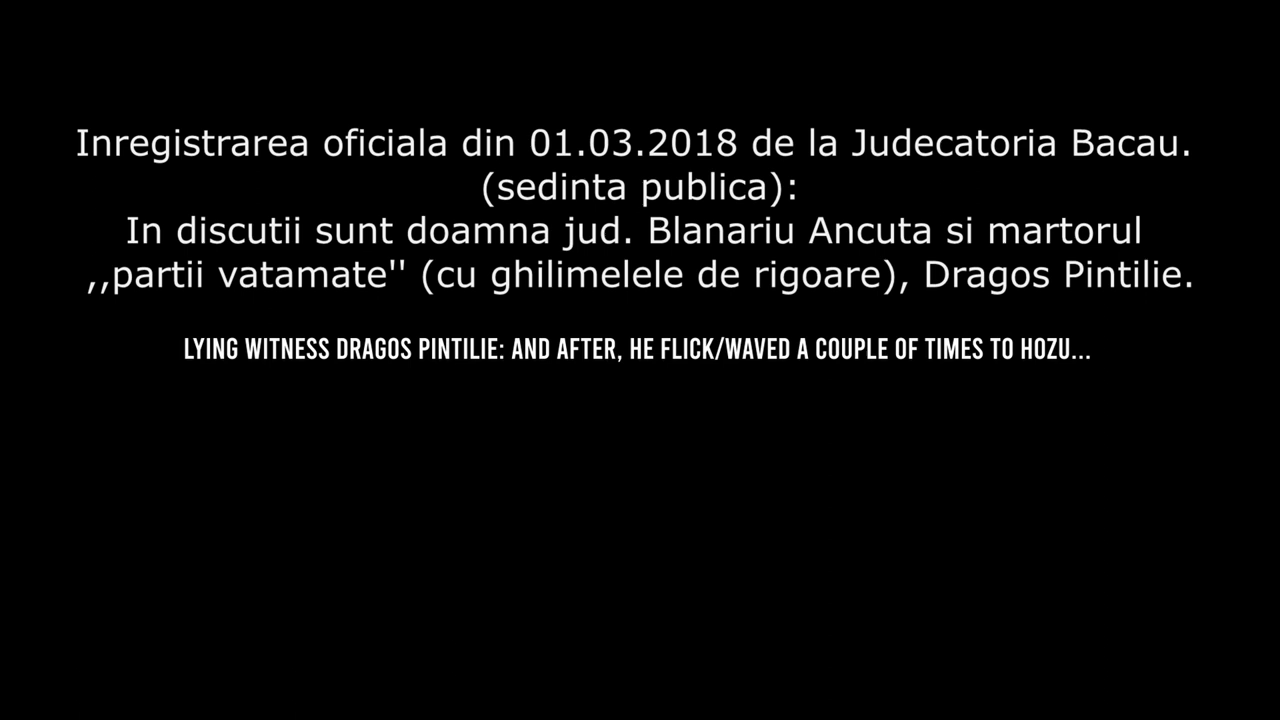 Inregistrarea oficiala din 01.03.2018 de la Judecatoria Bacau.
(sedinta publica):
In discutii sunt doamna jud. Blanariu Ancuta si martorul
,,partii vatamate'' (cu ghilimelele de rigoare), Dragos Pintilie.
LYING WITNESS DRAGOS PINTILIE: AND AFTER, HE FLICK/WAVED A COUPLE OF TIMES TO HOZU...